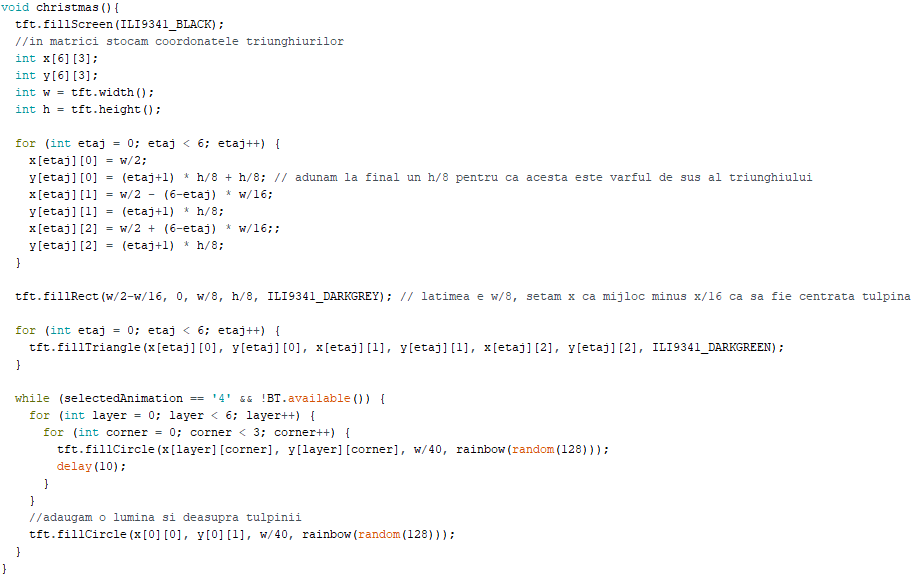 void christmas(){
  tft.fillScreen(ILI9341_BLACK);
  //in matrici stocam coordonatele triunghiurilor
  int x[6][3];
  int y[6][3];
  int w = tft.width();
  int h = tft.height();

  for (int etaj = 0; etaj < 6; etaj++) {
    x[etaj][0] = w/2;
    y[etaj][0] = (etaj+1) * h/8 + h/8; // adunam la final un h/8 pentru ca acesta este varful de sus al triunghiului
    x[etaj][1] = w/2 - (6-etaj) * w/16;
    y[etaj][1] = (etaj+1) * h/8;
    x[etaj][2] = w/2 + (6-etaj) * w/16;;
    y[etaj][2] = (etaj+1) * h/8;
  }

  tft.fillRect(w/2-w/16, 0, w/8, h/8, ILI9341_DARKGREY); // latimea e w/8, setam x ca mijloc minus x/16 ca sa fie centrata tulpina

  for (int etaj = 0; etaj < 6; etaj++) {
    tft.fillTriangle(x[etaj][0], y[etaj][0], x[etaj][1], y[etaj][1], x[etaj][2], y[etaj][2], ILI9341_DARKGREEN);
  }

  while (selectedAnimation == '4' && !BT.available()) {
    for (int layer = 0; layer < 6; layer++) {
      for (int corner = 0; corner < 3; corner++) {
        tft.fillCircle(x[layer][corner], y[layer][corner], w/40, rainbow(random(128)));
        delay(10);
      }
    }
    //adaugam o lumina si deasupra tulpinii
    tft.fillCircle(x[0][0], y[0][1], w/40, rainbow(random(128)));
  }
}